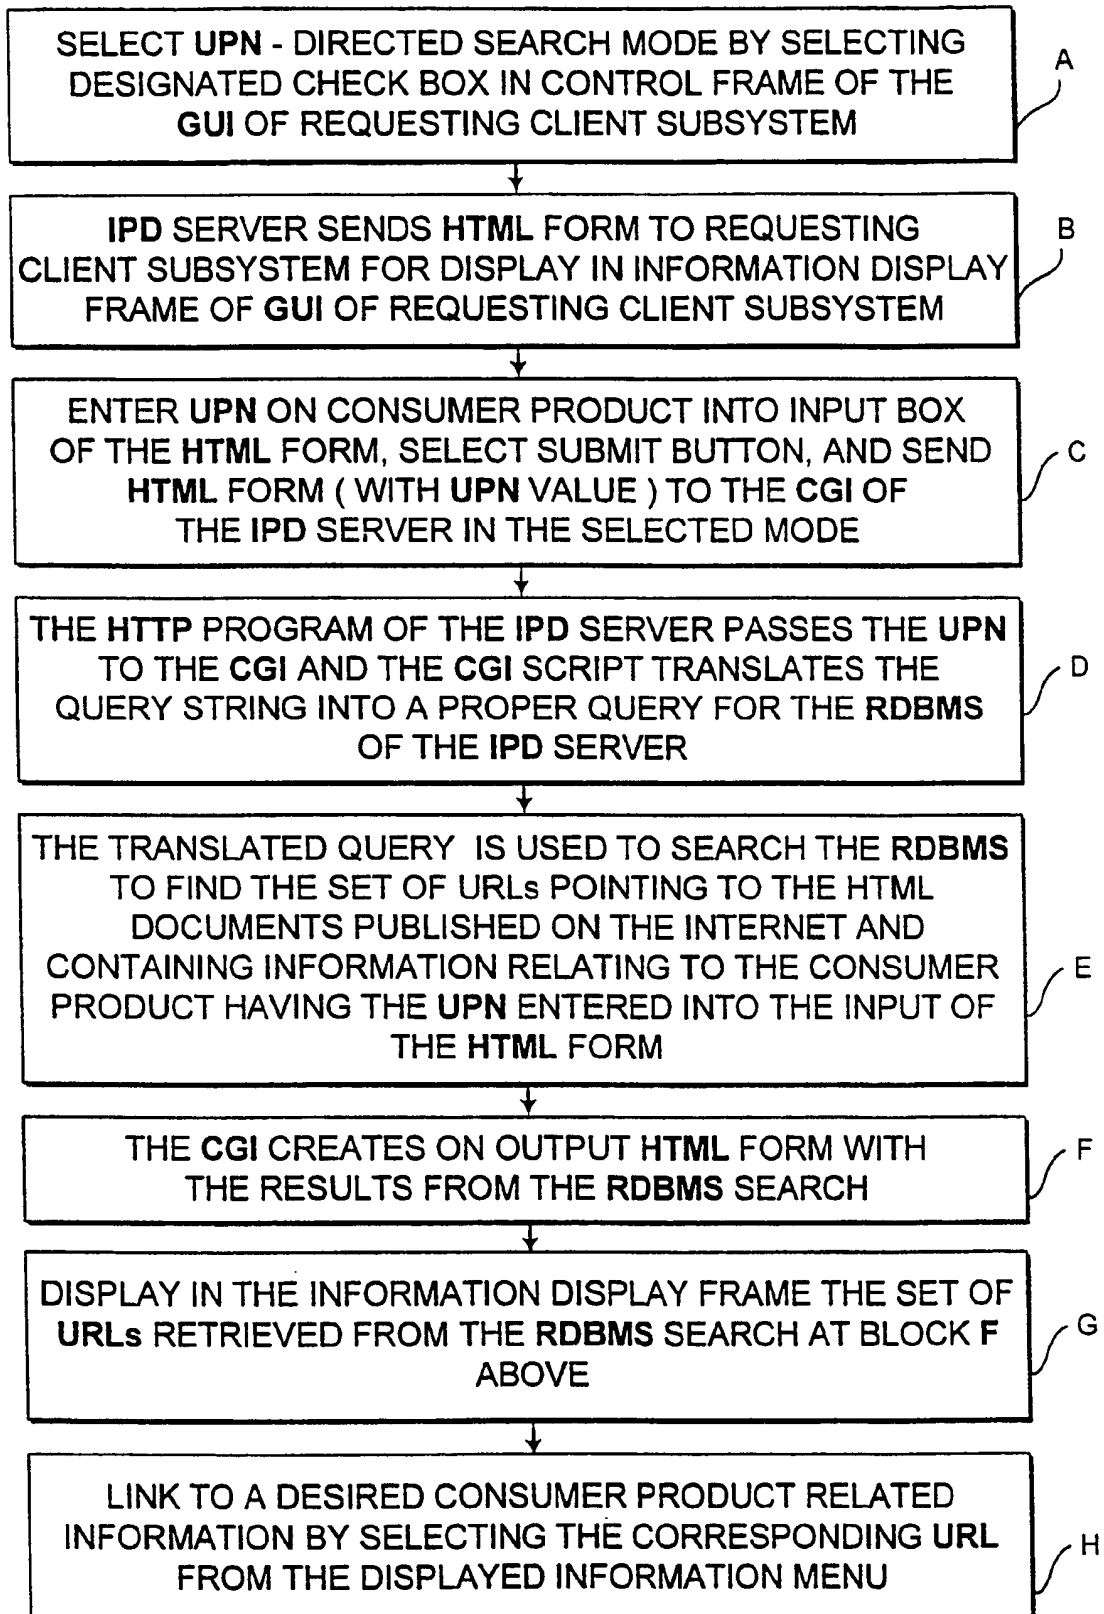 SELECT UPN - DIRECTED SEARCH MODE BY SELECTING
DESIGNATED CHECK BOX IN CONTROL FRAME OF THE
GUI OF REQUESTING CLIENT SUBSYSTEM
A
IPD SERVER SENDS HTML FORM TO REQUESTING
CLIENT SUBSYSTEM FOR DISPLAY IN INFORMATION DISPLAY
FRAME OF GUI OF REQUESTING CLIENT SUBSYSTEM
B
ENTER UPN ON CONSUMER PRODUCT INTO INPUT BOX
OF THE HTML FORM, SELECT SUBMIT BUTTON, AND SEND
HTML FORM ( WITH UPN VALUE ) TO THE CGI OF
THE IPD SERVER IN THE SELECTED MODE
C
THE HTTP PROGRAM OF THE IPD SERVER PASSES THE UPN
TO THE CGI AND THE CGI SCRIPT TRANSLATES THE
QUERY STRING INTO A PROPER QUERY FOR THE RDBMS
OF THE IPD SERVER
D
THE TRANSLATED QUERY IS USED TO SEARCH THE RDBMS
TO FIND THE SET OF URLs POINTING TO THE HTML
DOCUMENTS PUBLISHED ON THE INTERNET AND
CONTAINING INFORMATION RELATING TO THE CONSUMER
PRODUCT HAVING THE UPN ENTERED INTO THE INPUT OF
THE HTML FORM
E
THE CGI CREATES ON OUTPUT HTML FORM WITH
THE RESULTS FROM THE RDBMS SEARCH
F
DISPLAY IN THE INFORMATION DISPLAY FRAME THE SET OF
URLs RETRIEVED FROM THE RDBMS SEARCH AT BLOCK F
ABOVE
G
LINK TO A DESIRED CONSUMER PRODUCT RELATED
INFORMATION BY SELECTING THE CORRESPONDING URL
FROM THE DISPLAYED INFORMATION MENU
H